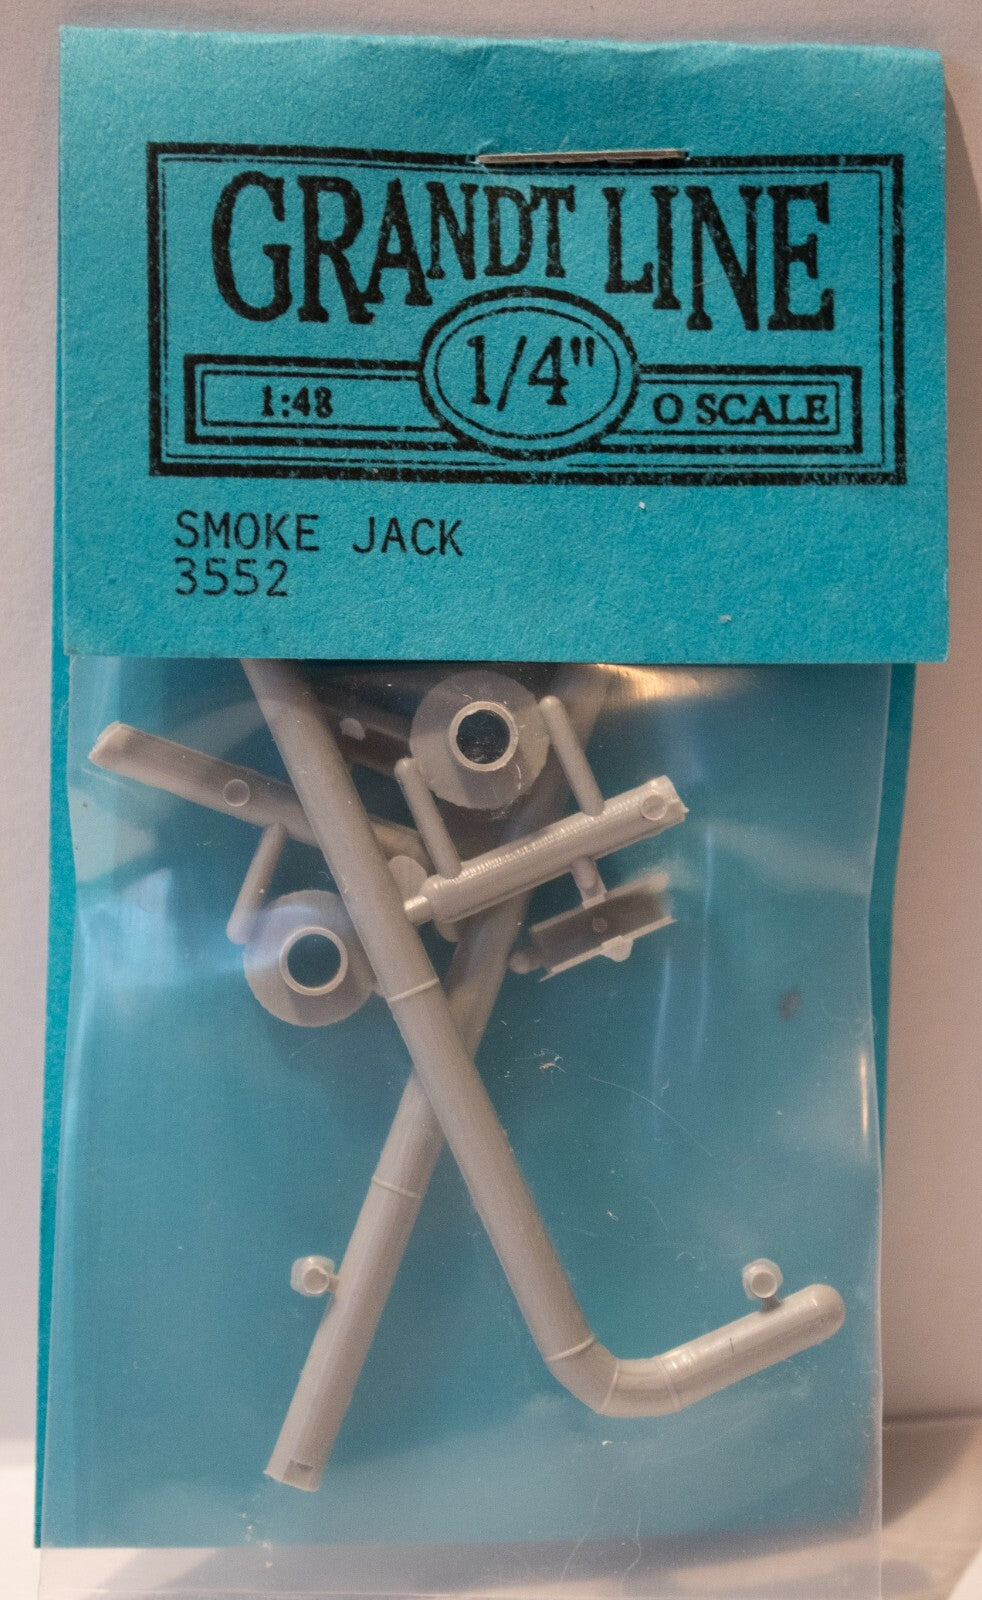 GRANDT LINE
1/4"
1:48
O SCALE
SMOKE JACK
3552